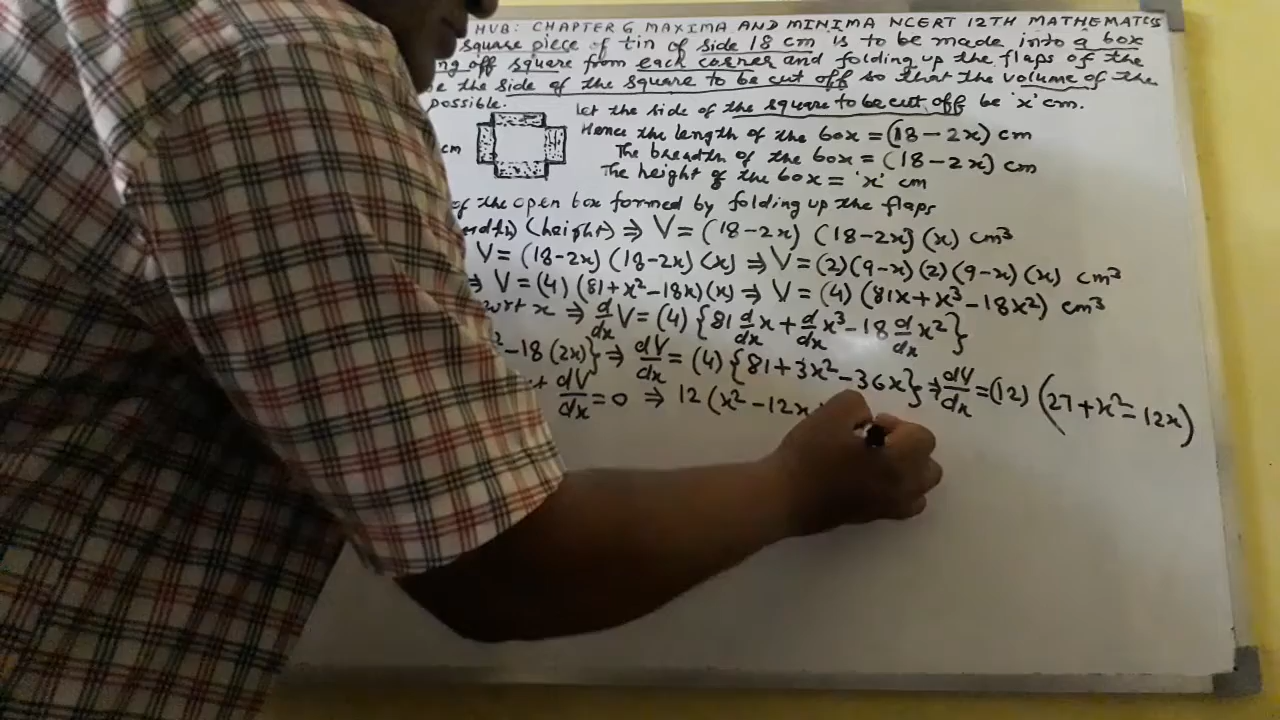 HUB: CHAPTER 6 MAXIMA AND MINIMA NCERT 12TH MATHEMATICS
square piece of tin of side 18 cm is to be made into a box
ng off square from each corner and folding up the flaps of the
e the side of the square to be cut off so that the volume of the
possible.
let the side of the square to be cut off be 'x' cm.
Hence the length of the box = (18-2x) cm
cm
The breadth of the box = (18-2x) cm
The height of the box = 'x' cm
of the open box formed by folding up the flaps
(height) ⇒ V = (18-2x) (18-2x) (x) cm³
V = (18-2x) (18-2x) (x) ⇒ V = (2)(9-x)(2)(9-x)(x) cm³
⇒ V = (4) (81+x²-18x)(x) ⇒ V = (4) (81x+x³-18x²) cm³
wrt x ⇒ d/dx V = (4) {81 d/dx x + d/dx x³ - 18 d/dx x²}
² - 18 (2x)} ⇒ dV/dx = (4) {81+3x²-36x} ⇒ dV/dx = (12) (27+x²-12x)
dV/dx = 0 ⇒ 12 (x² - 12x